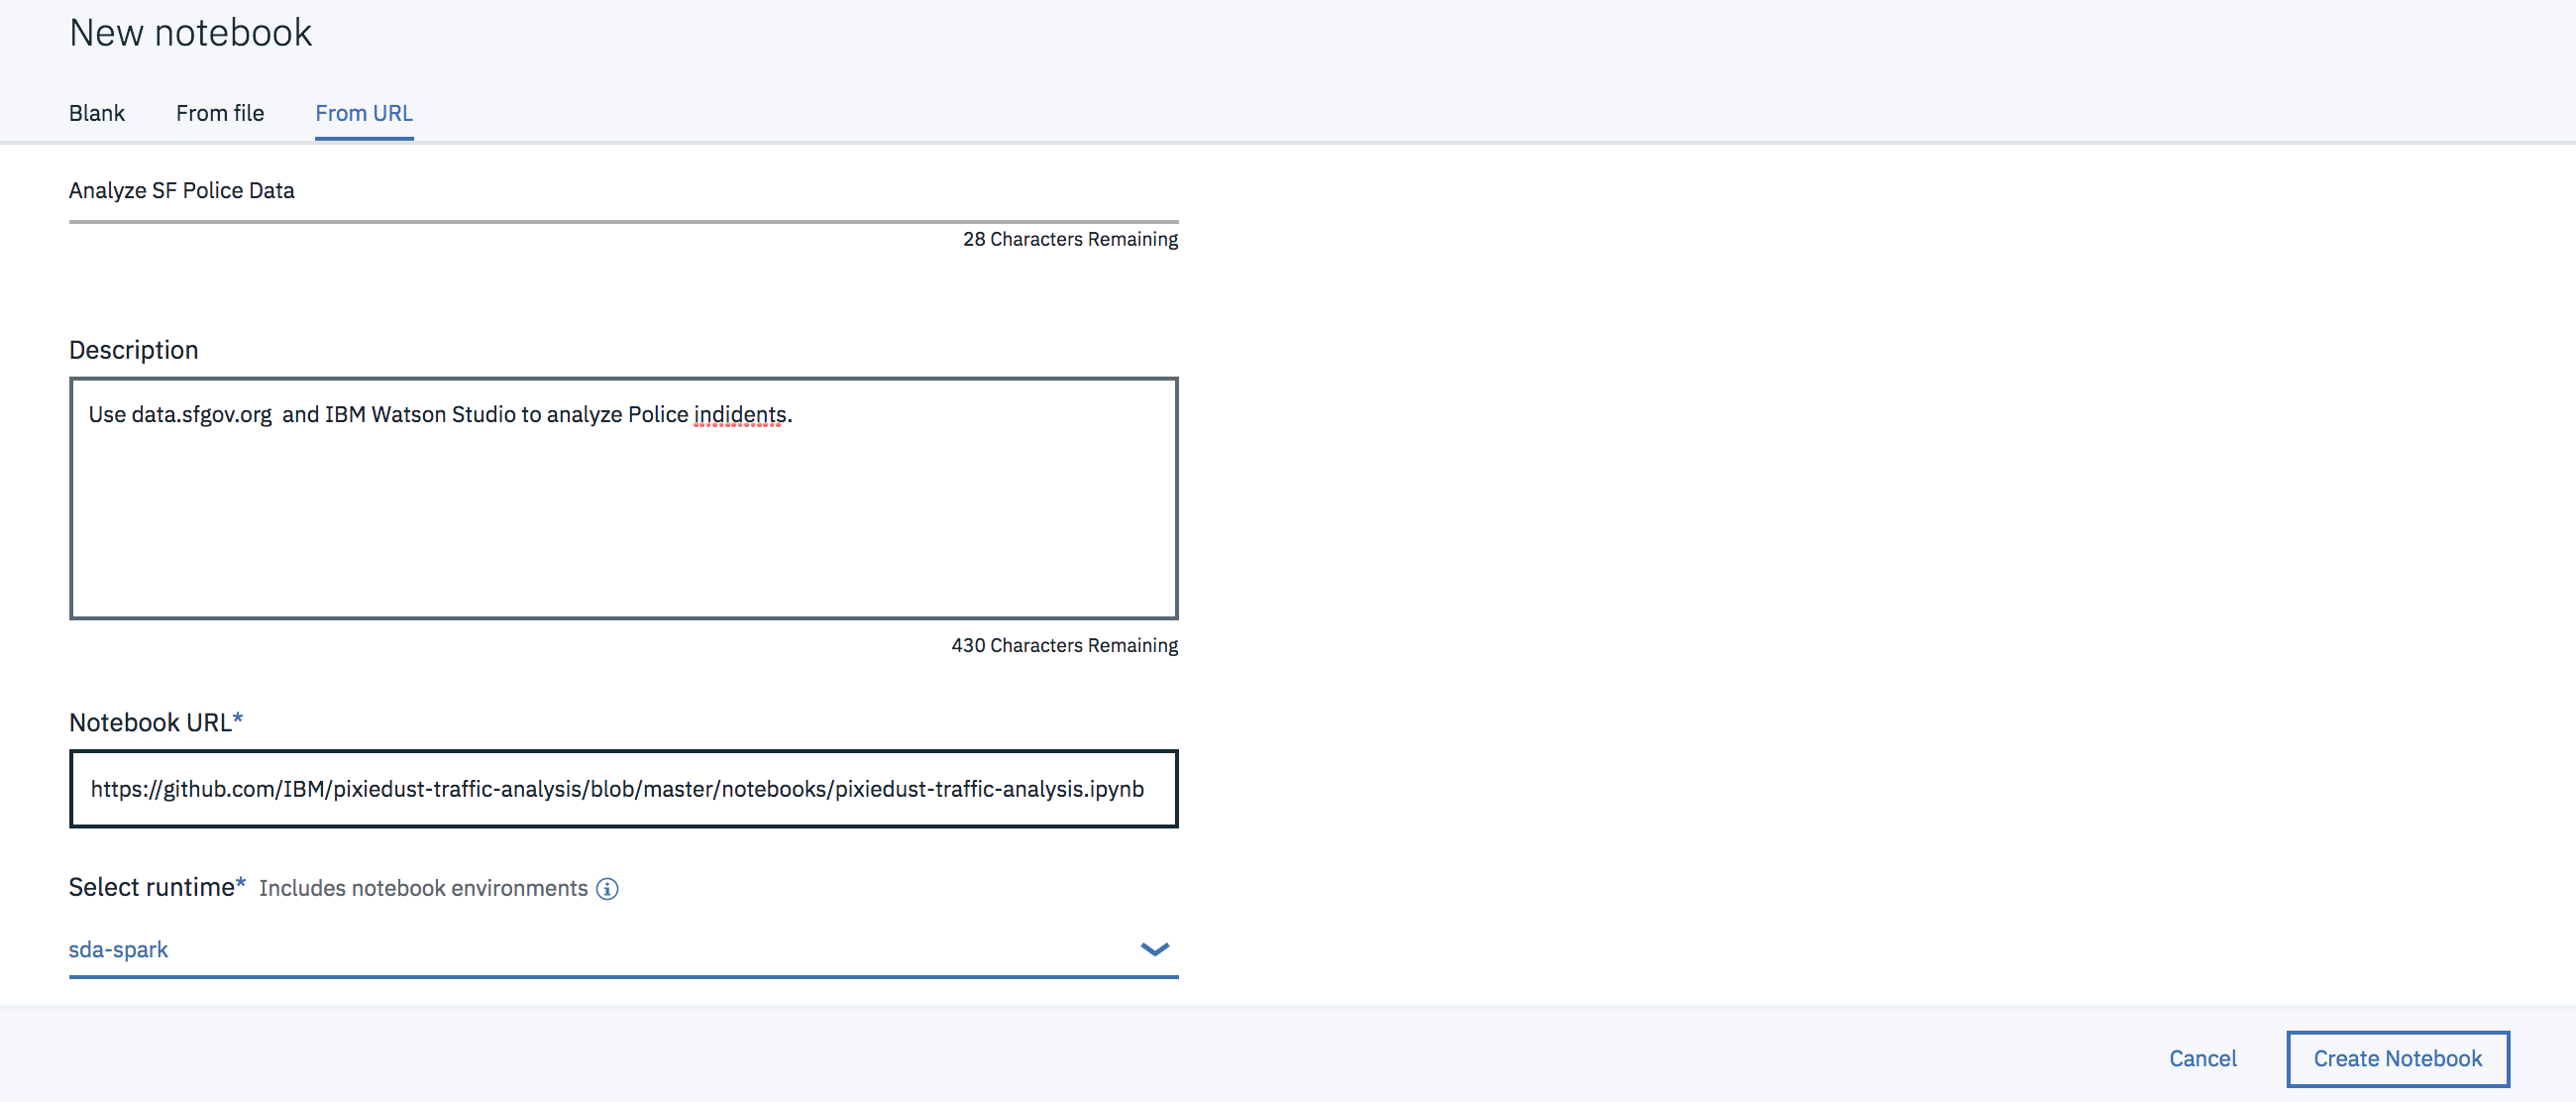 New notebook
Blank From file From URL
Analyze SF Police Data
28 Characters Remaining
Description
Use data.sfgov.org  and IBM Watson Studio to analyze Police indidents.
430 Characters Remaining
Notebook URL*
https://github.com/IBM/pixiedust-traffic-analysis/blob/master/notebooks/pixiedust-traffic-analysis.ipynb
Select runtime* Includes notebook environments
sda-spark
Cancel Create Notebook